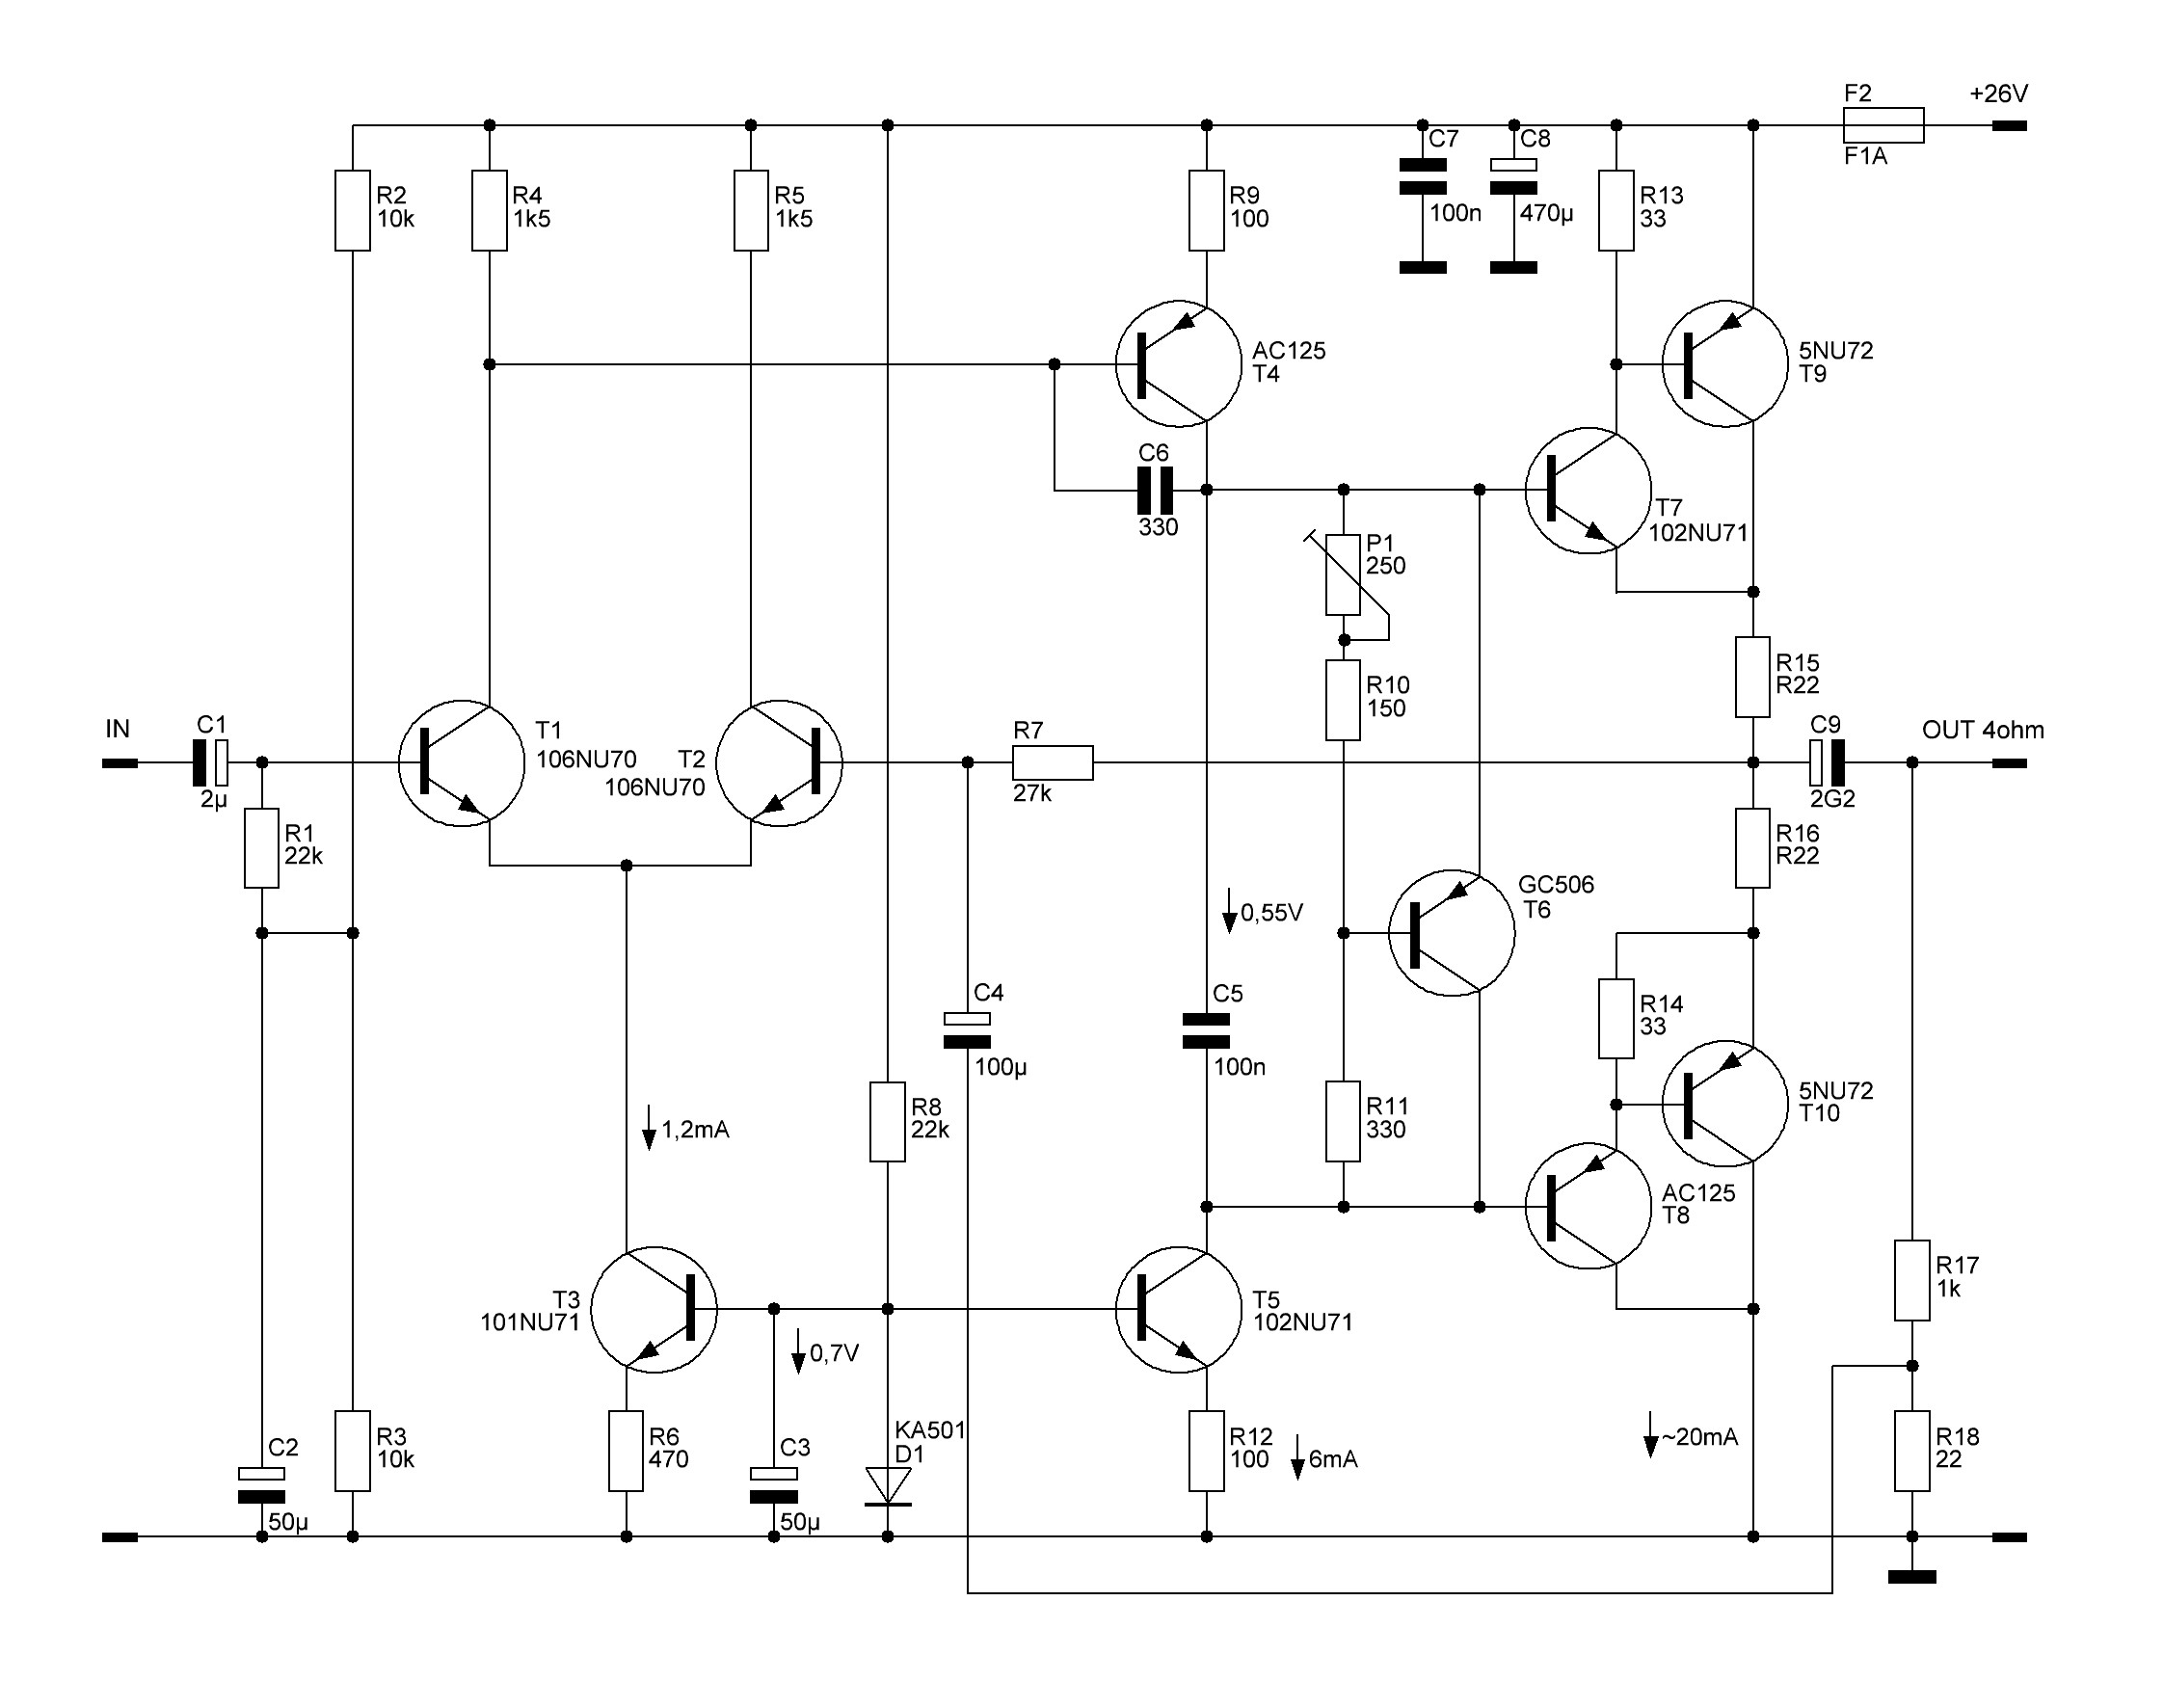 F2
+26V
F1A
C7
100n
C8
470µ
R2
10k
R4
1k5
R5
1k5
R9
100
R13
33
AC125
T4
5NU72
T9
C6
330
T7
102NU71
P1
250
R10
150
R15
R22
IN
C1
2µ
T1
106NU70
T2
106NU70
R7
27k
C9
2G2
OUT 4ohm
R1
22k
R16
R22
0,55V
GC506
T6
C4
100µ
C5
100n
R14
33
R8
22k
1,2mA
R11
330
5NU72
T10
AC125
T8
T3
101NU71
0,7V
T5
102NU71
R17
1k
C2
50µ
R3
10k
R6
470
C3
50µ
KA501
D1
R12
100
6mA
~20mA
R18
22